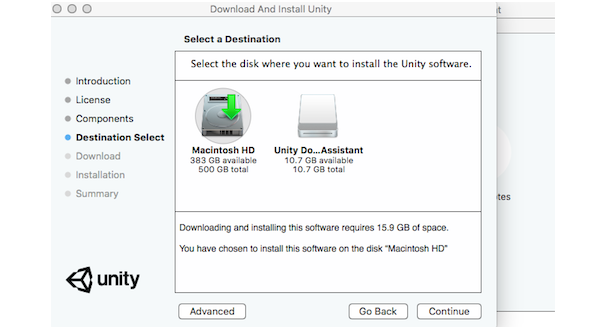 Download And Install Unity
Select a Destination
Introduction
License
Components
Destination Select
Download
Installation
Summary
Select the disk where you want to install the Unity software.
Macintosh HD
383 GB available
500 GB total
Unity Do...Assistant
10.7 GB available
10.7 GB total
Downloading and installing this software requires 15.9 GB of space.
You have chosen to install this software on the disk “Macintosh HD”
unity
Advanced
Go Back
Continue